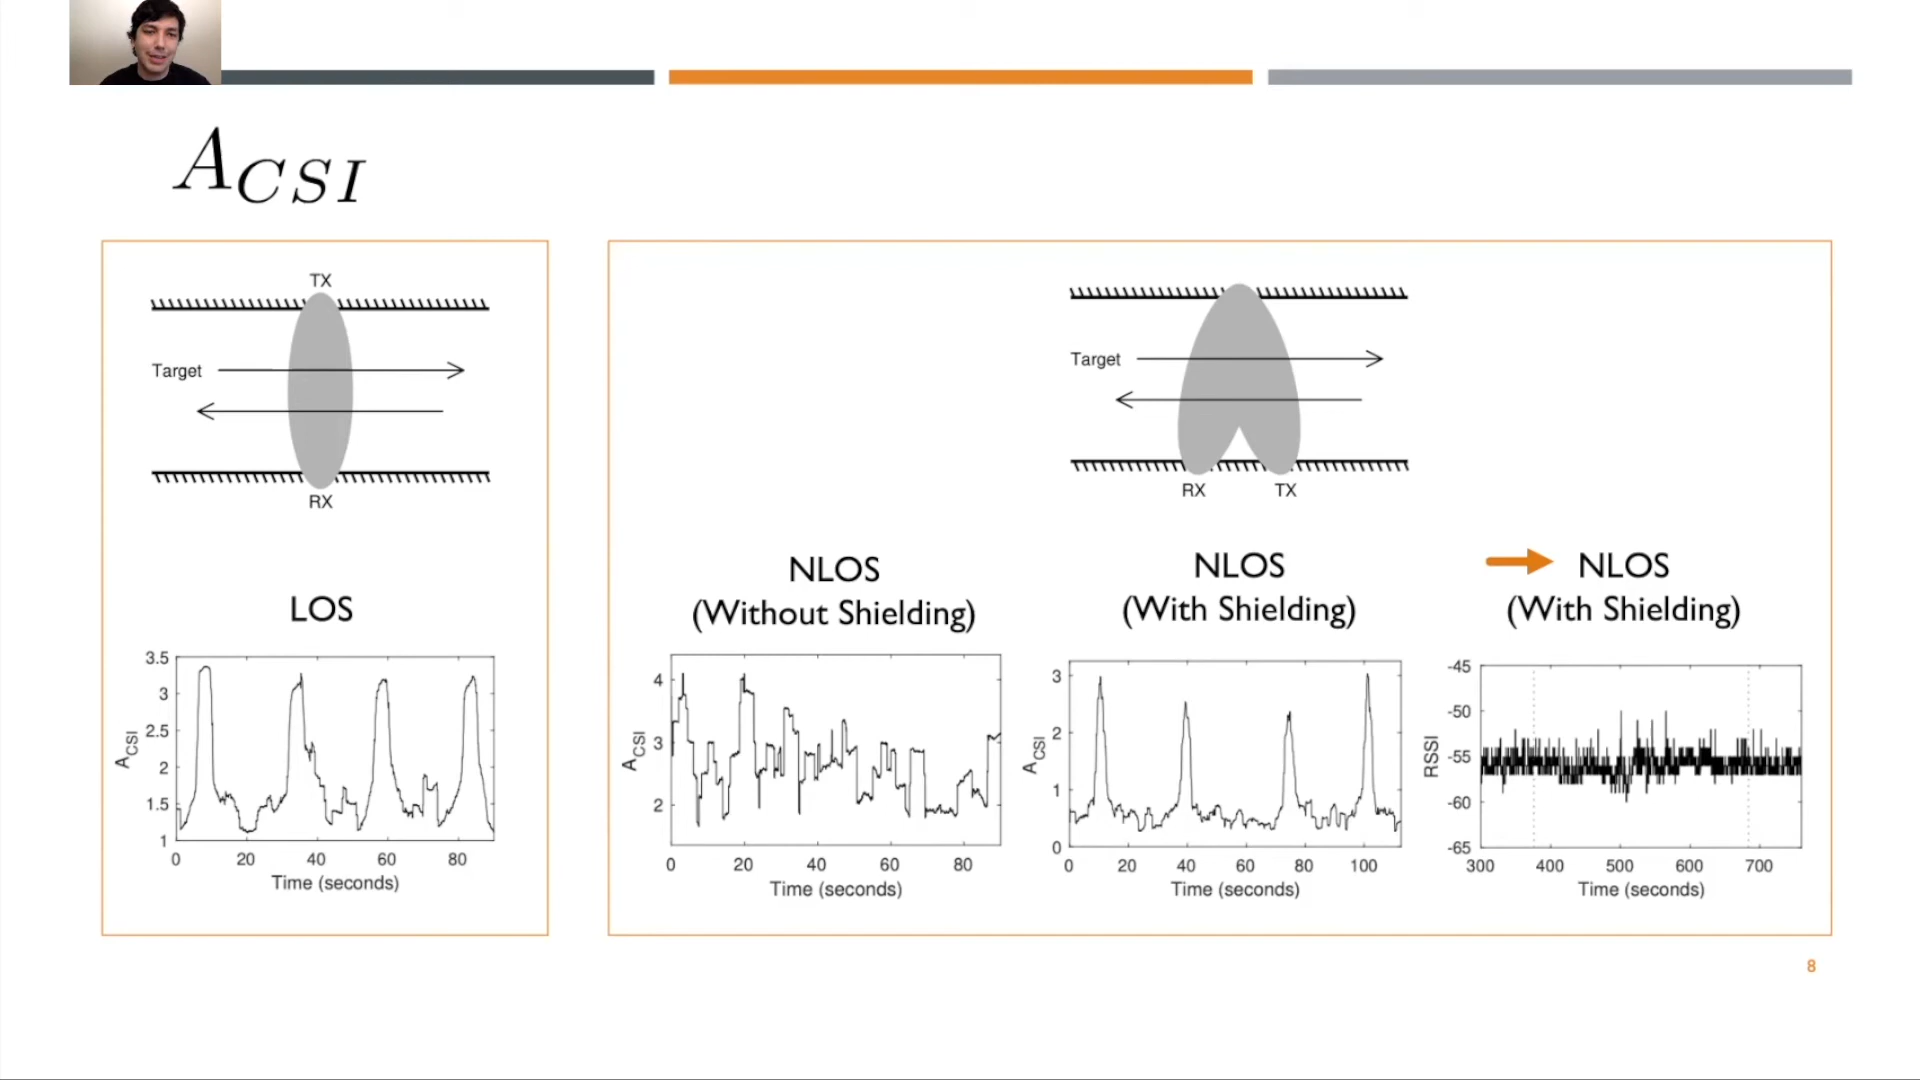 A_CSI
TX
Target
RX
LOS
3.5
3
2.5
2
1.5
1
A_CSI
0 20 40 60 80
Time (seconds)
Target
RX TX
NLOS
(Without Shielding)
4
3
2
A_CSI
0 20 40 60 80
Time (seconds)
NLOS
(With Shielding)
3
2
1
0
A_CSI
0 20 40 60 80 100
Time (seconds)
NLOS
(With Shielding)
-45
-50
-55
-60
-65
RSSI
300 400 500 600 700
Time (seconds)
8